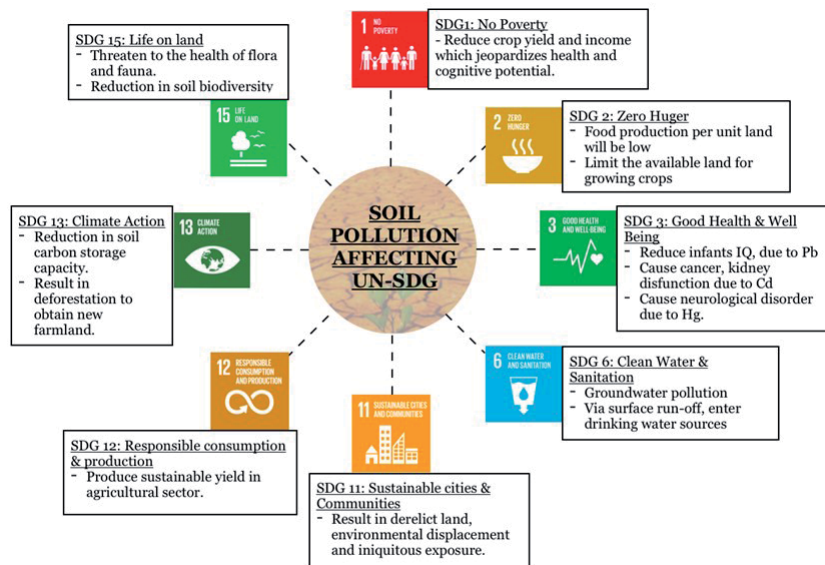 SDG 15: Life on land
- Threaten to the health of flora
and fauna.
- Reduction in soil biodiversity
15 LIFE
ON LAND
1 NO
POVERTY
SDG1: No Poverty
- Reduce crop yield and income
which jeopardizes health and
cognitive potential.
2 ZERO
HUNGER
SDG 2: Zero Huger
- Food production per unit land
will be low
- Limit the available land for
growing crops
SDG 13: Climate Action
- Reduction in soil
carbon storage
capacity.
- Result in
deforestation to
obtain new
farmland.
13 CLIMATE
ACTION
SOIL
POLLUTION
AFFECTING
UN-SDG
3 GOOD HEALTH
AND WELL-BEING
SDG 3: Good Health & Well
Being
- Reduce infants IQ, due to Pb
- Cause cancer, kidney
disfunction due to Cd
- Cause neurological disorder
due to Hg.
12 RESPONSIBLE
CONSUMPTION
AND PRODUCTION
SDG 12: Responsible consumption
& production
- Produce sustainable yield in
agricultural sector.
11 SUSTAINABLE CITIES
AND COMMUNITIES
SDG 11: Sustainable cities &
Communities
- Result in derelict land,
environmental displacement
and iniquitous exposure.
6 CLEAN WATER
AND SANITATION
SDG 6: Clean Water &
Sanitation
- Groundwater pollution
- Via surface run-off, enter
drinking water sources